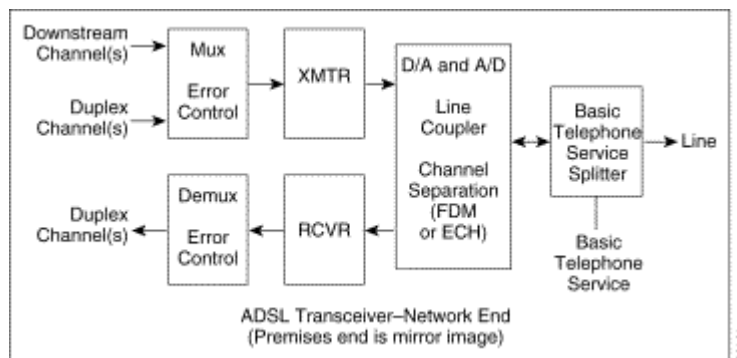 Downstream
Channel(s)
Duplex
Channel(s)
Mux
Error
Control
XMTR
D/A and A/D
Line
Coupler
Channel
Separation
(FDM
or ECH)
Basic
Telephone
Service
Splitter
Line
Duplex
Channel(s)
Demux
Error
Control
RCVR
Basic
Telephone
Service
ADSL Transceiver–Network End
(Premises end is mirror image)